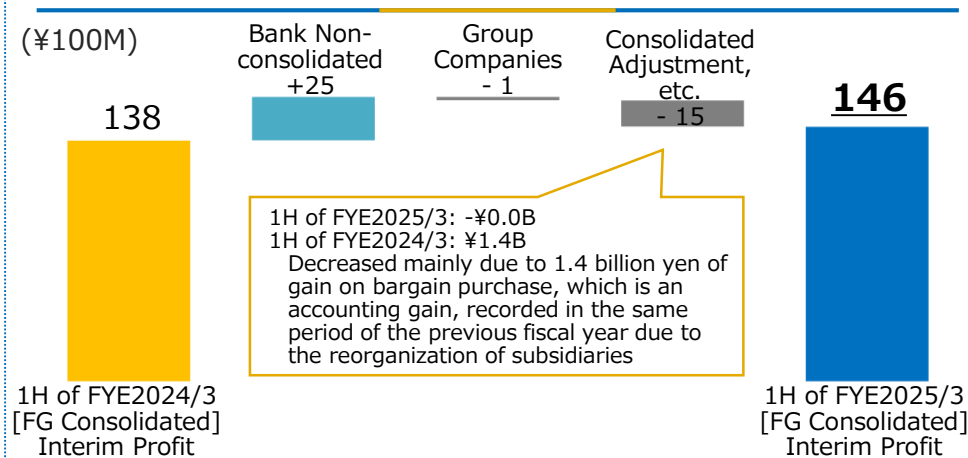 (¥100M)
Bank Non-
consolidated
+25
Group
Companies
- 1
Consolidated
Adjustment,
etc.
- 15
138
146
1H of FYE2025/3: -¥0.0B
1H of FYE2024/3: ¥1.4B
Decreased mainly due to 1.4 billion yen of
gain on bargain purchase, which is an
accounting gain, recorded in the same
period of the previous fiscal year due to
the reorganization of subsidiaries
1H of FYE2024/3
[FG Consolidated]
Interim Profit
1H of FYE2025/3
[FG Consolidated]
Interim Profit